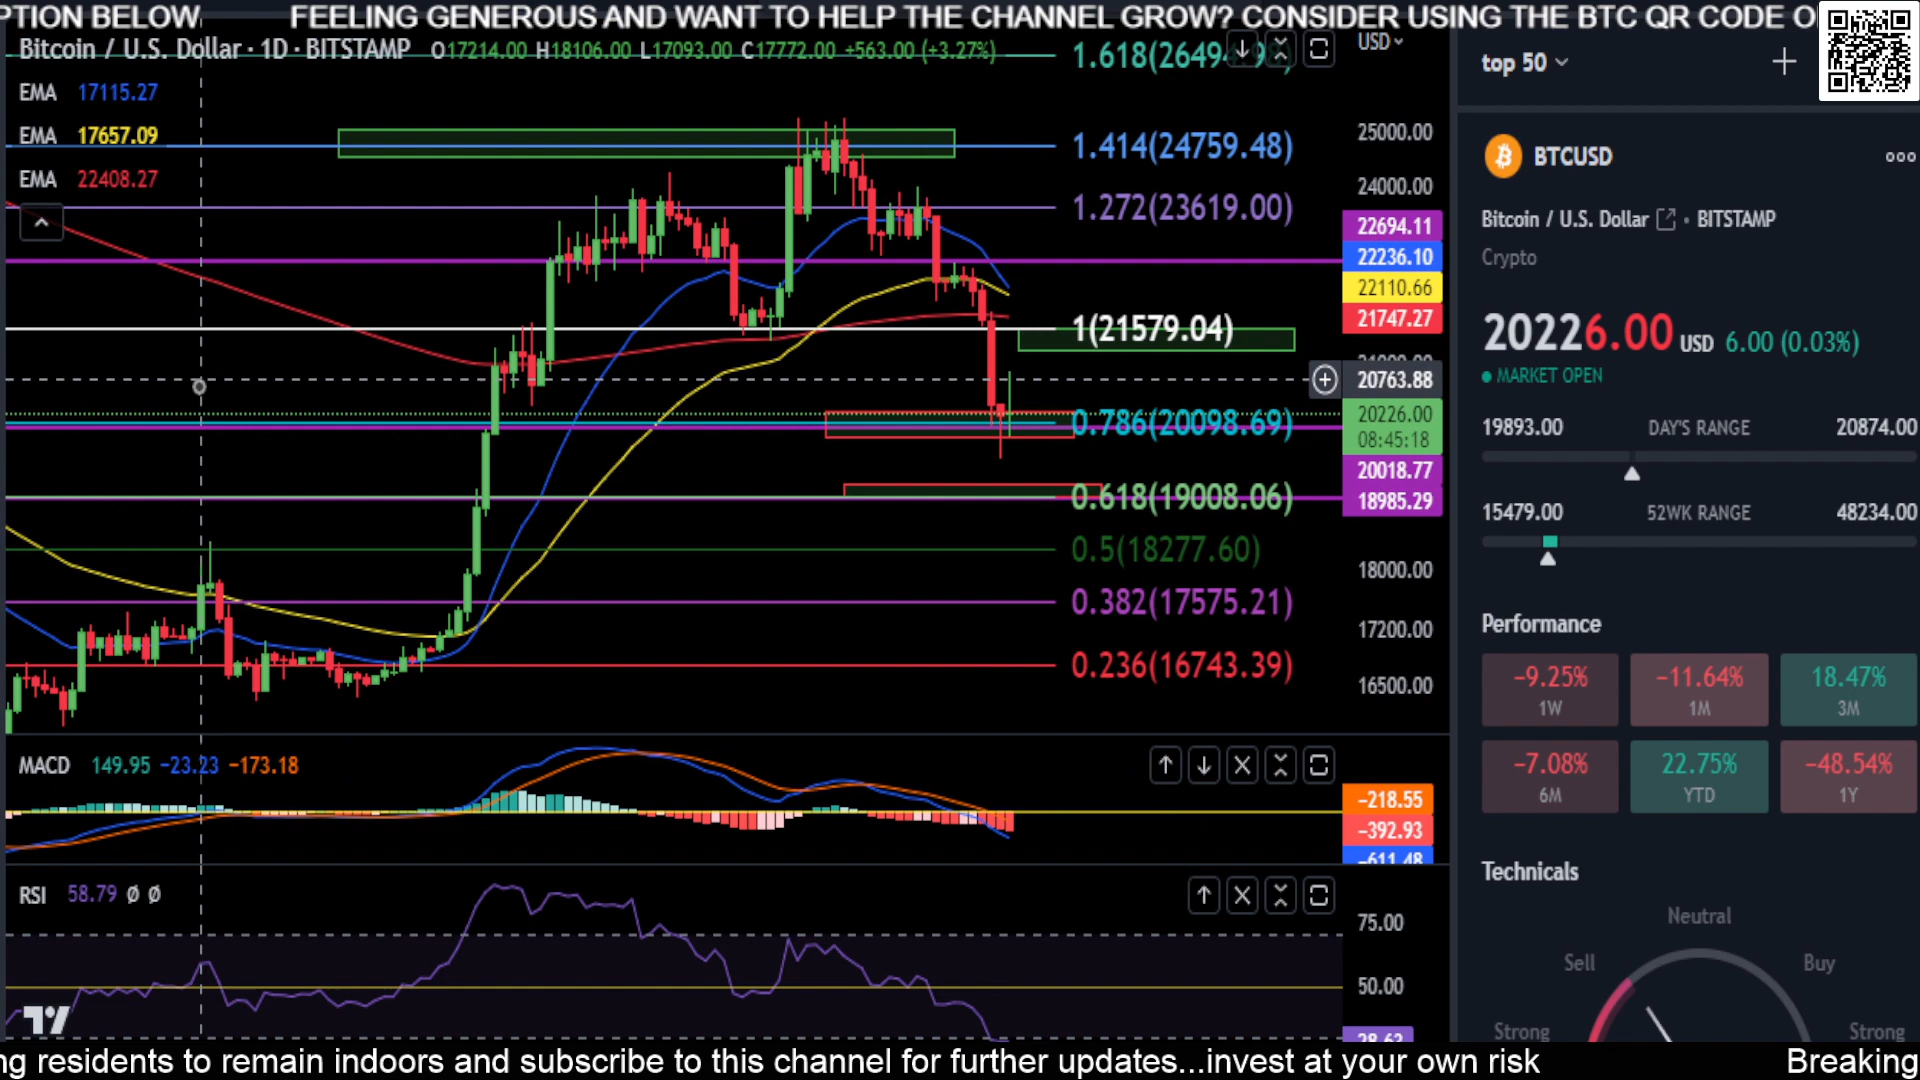 PTION BELOW FEELING GENEROUS AND WANT TO HELP THE CHANNEL GROW? CONSIDER USING THE BTC QR CODE O
Bitcoin / U.S. Dollar · 1D · BITSTAMP O17214.00 H18106.00 L17093.00 C17772.00 +563.00 (+3.27%)
EMA 17115.27
EMA 17657.09
EMA 22408.27
1.414(24759.48)
1.272(23619.00)
1(21579.04)
0.786(20098.69)
0.618(19008.06)
0.5(18277.60)
0.382(17575.21)
0.236(16743.39)
USD
25000.00
24000.00
22694.11
22236.10
22110.66
21747.27
20763.88
20226.00
08:45:18
20018.77
18985.29
18000.00
17200.00
16500.00
MACD 149.95 −23.23 −173.18
−218.55
−392.93
−611.48
RSI 58.79 Ø Ø
75.00
50.00
28.62
top 50
BTCUSD
Bitcoin / U.S. Dollar • BITSTAMP
Crypto
20226.00 USD 6.00 (0.03%)
MARKET OPEN
19893.00 DAY'S RANGE 20874.00
15479.00 52WK RANGE 48234.00
Performance
−9.25% −11.64% 18.47%
1W 1M 3M
−7.08% 22.75% −48.54%
6M YTD 1Y
Technicals
Neutral
Sell Buy
Strong Strong
ng residents to remain indoors and subscribe to this channel for further updates...invest at your own risk Breaking